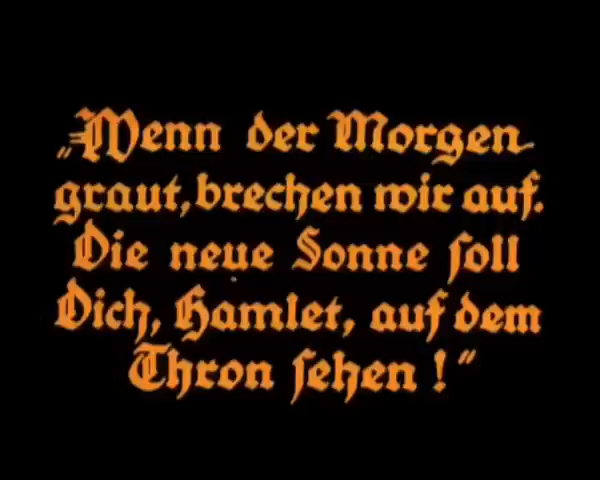 „Wenn der Morgen
graut, brechen wir auf.
Die neue Sonne soll
Dich, Hamlet, auf dem
Thron sehen!“